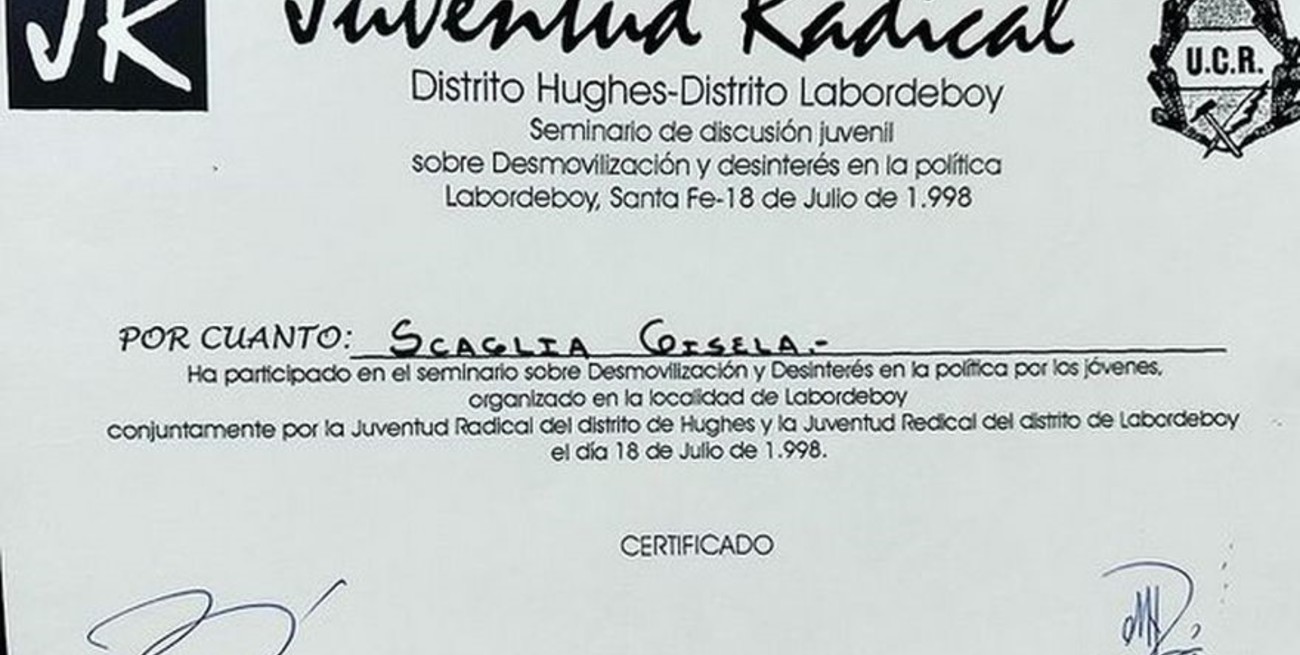 JR
Juventud Radical
U.C.R.
Distrito Hughes-Distrito Labordeboy
Seminario de discusión juvenil
sobre Desmovilización y desinterés en la política
Labordeboy, Santa Fe-18 de Julio de 1.998
POR CUANTO: SCAGLIA GISELA.-
Ha participado en el seminario sobre Desmovilización y Desinterés en la política por los jóvenes,
organizado en la localidad de Labordeboy
conjuntamente por la Juventud Radical del distrito de Hughes y la Juventud Redical del distrito de Labordeboy
el día 18 de Julio de 1.998.
CERTIFICADO